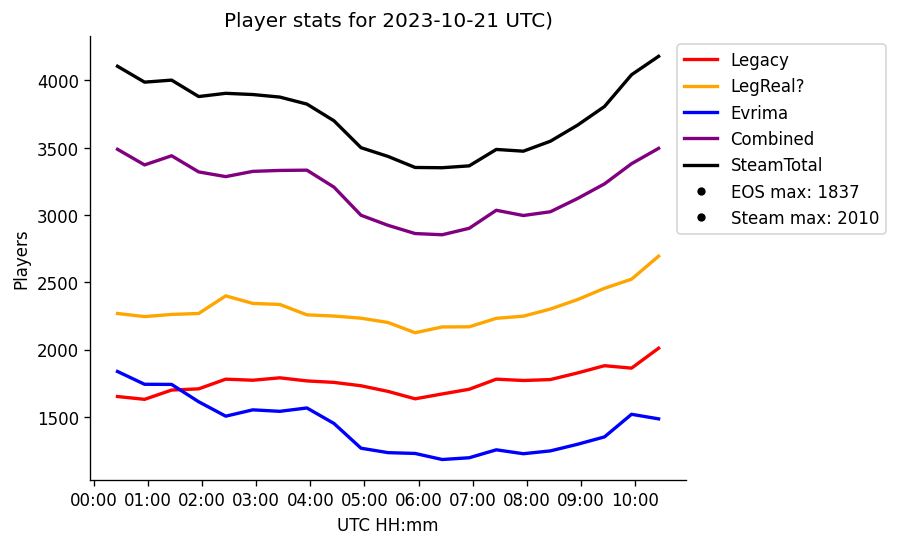 Player stats for 2023-10-21 UTC)
Legacy
LegReal?
Evrima
Combined
SteamTotal
EOS max: 1837
Steam max: 2010
Players
4000
3500
3000
2500
2000
1500
00:00 01:00 02:00 03:00 04:00 05:00 06:00 07:00 08:00 09:00 10:00
UTC HH:mm